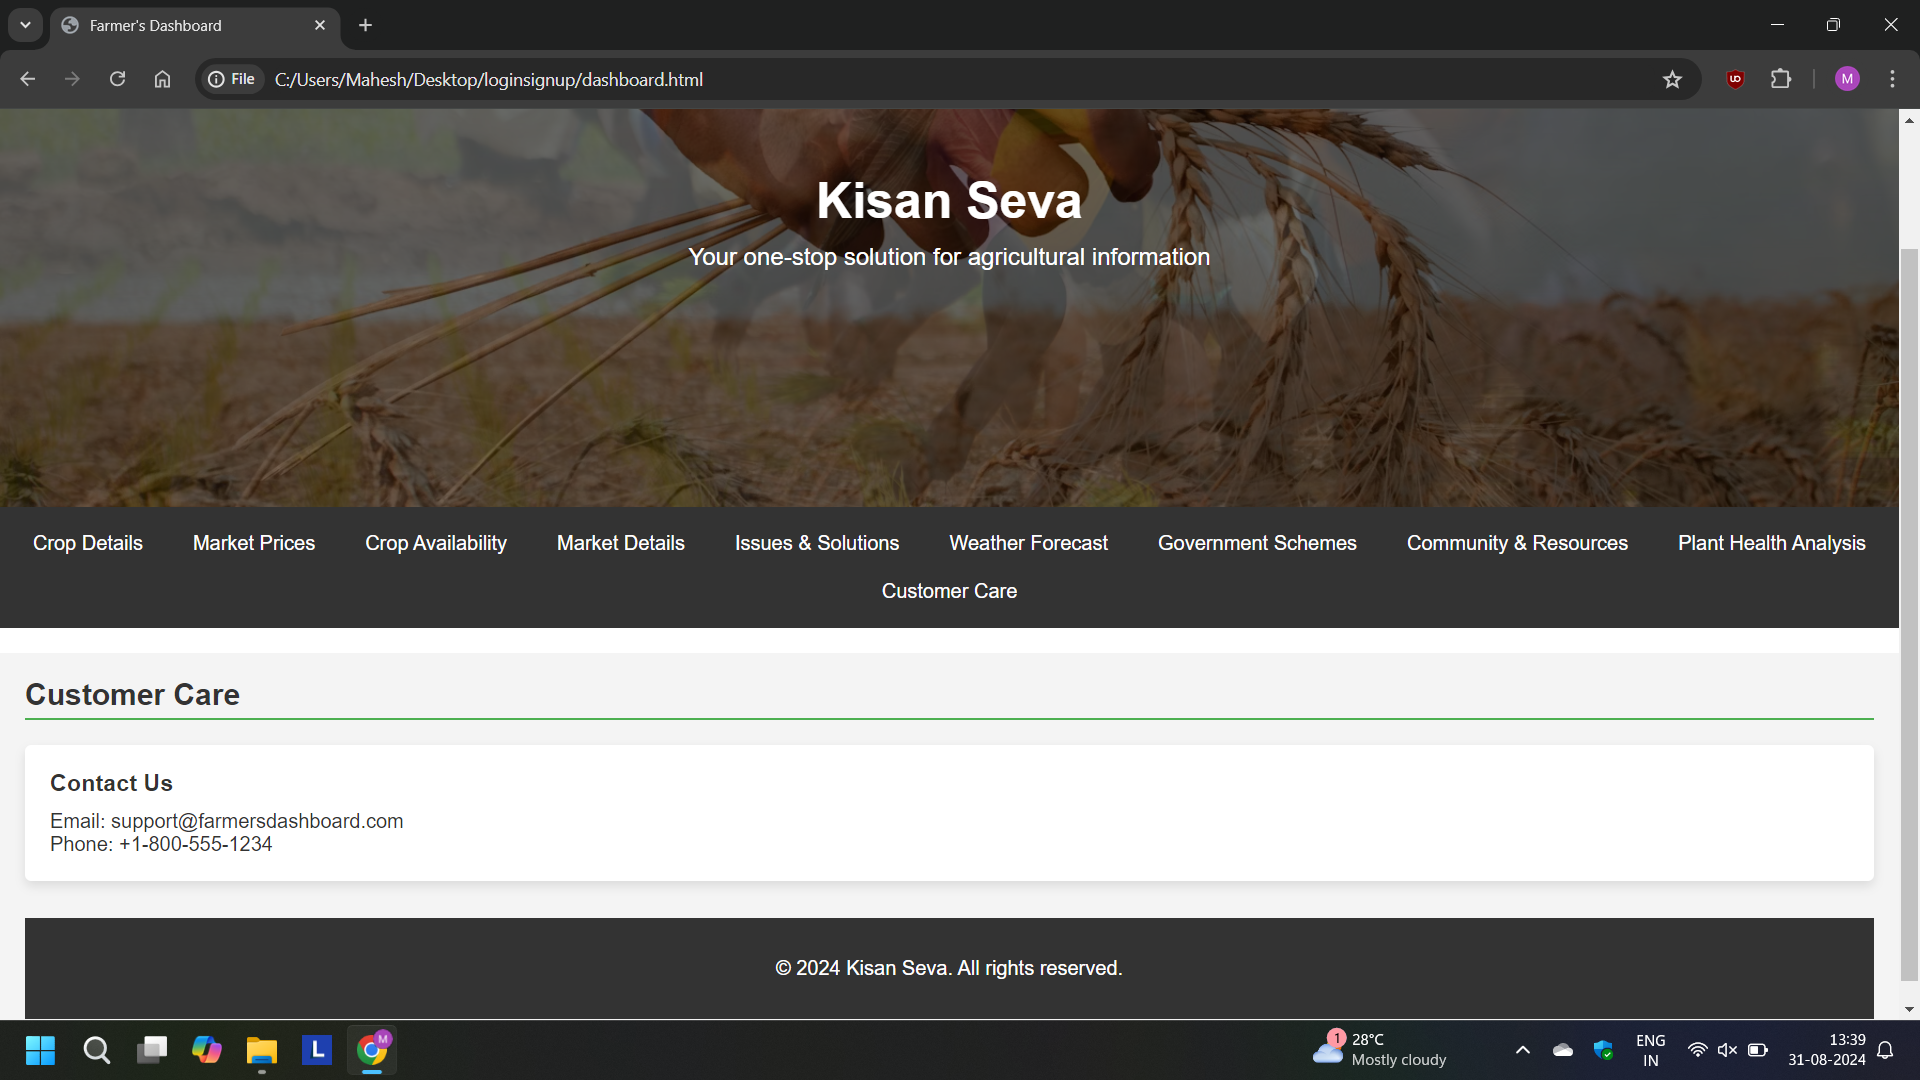 Farmer's Dashboard
File
C:/Users/Mahesh/Desktop/loginsignup/dashboard.html
M
Kisan Seva
Your one-stop solution for agricultural information
Crop Details Market Prices Crop Availability Market Details Issues & Solutions Weather Forecast Government Schemes Community & Resources Plant Health Analysis
Customer Care
Customer Care
Contact Us
Email: support@farmersdashboard.com
Phone: +1-800-555-1234
© 2024 Kisan Seva. All rights reserved.
L
M
1
28°C
Mostly cloudy
ENG
IN
13:39
31-08-2024